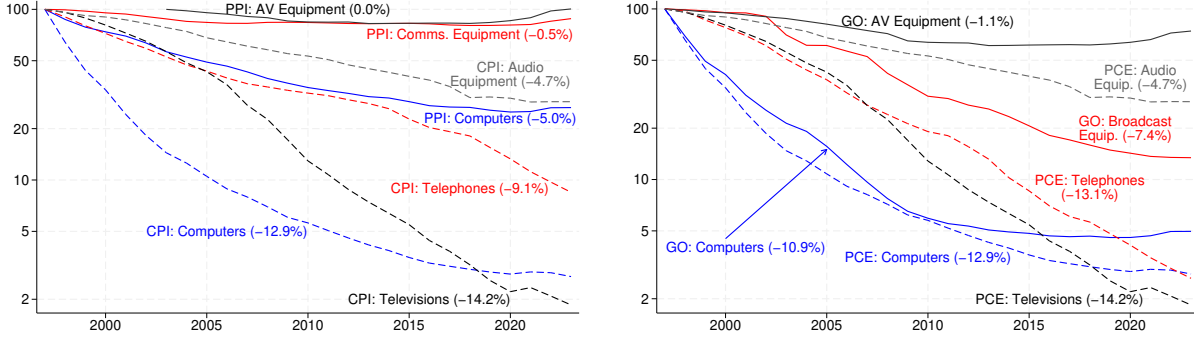 100
50
20
10
5
2
2000
2005
2010
2015
2020
PPI: AV Equipment (0.0%)
PPI: Comms. Equipment (−0.5%)
CPI: Audio
Equipment (−4.7%)
PPI: Computers (−5.0%)
CPI: Telephones (−9.1%)
CPI: Computers (−12.9%)
CPI: Televisions (−14.2%)
100
50
20
10
5
2
2000
2005
2010
2015
2020
GO: AV Equipment (−1.1%)
PCE: Audio
Equip. (−4.7%)
GO: Broadcast
Equip. (−7.4%)
PCE: Telephones
(−13.1%)
GO: Computers (−10.9%)
PCE: Computers (−12.9%)
PCE: Televisions (−14.2%)